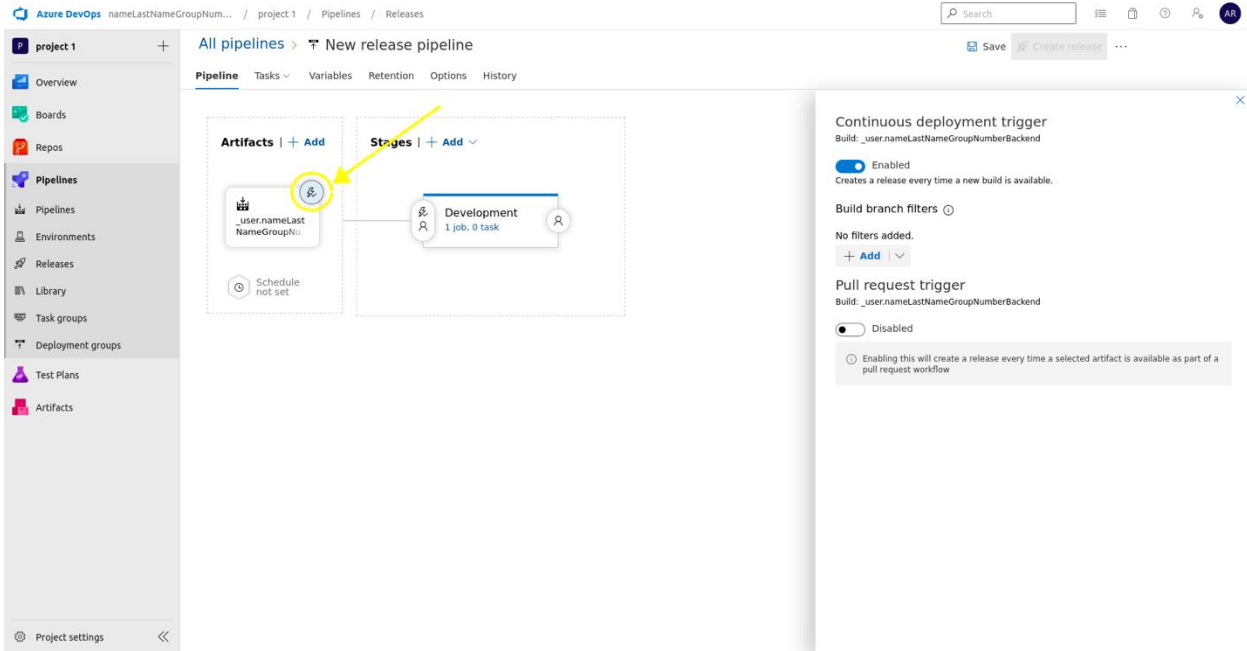 Azure DevOps nameLastNameGroupNum... / project 1 / Pipelines / Releases
Search
AR
P project 1
Overview
Boards
Repos
Pipelines
Pipelines
Environments
Releases
Library
Task groups
Deployment groups
Test Plans
Artifacts
Project settings
All pipelines > New release pipeline
Save Create release ...
Pipeline Tasks Variables Retention Options History
Artifacts | + Add
_user.nameLast
NameGroupNu
Schedule
not set
Stages | + Add
Development
1 job, 0 task
Continuous deployment trigger
Build: _user.nameLastNameGroupNumberBackend
Enabled
Creates a release every time a new build is available.
Build branch filters
No filters added.
+ Add
Pull request trigger
Build: _user.nameLastNameGroupNumberBackend
Disabled
Enabling this will create a release every time a selected artifact is available as part of a
pull request workflow